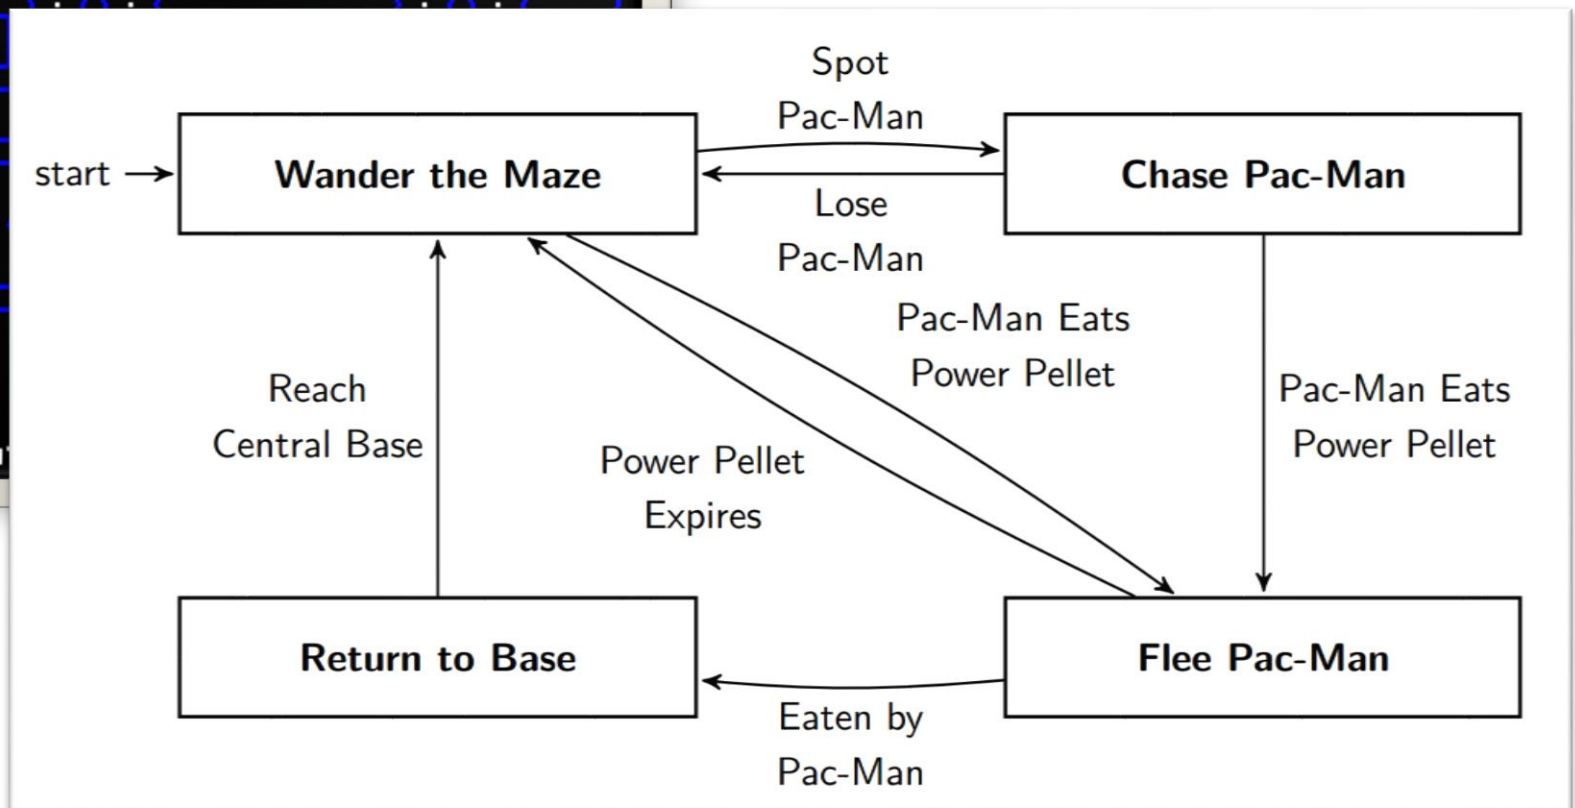 Spot
Pac-Man
start
Wander the Maze
Chase Pac-Man
Lose
Pac-Man
Pac-Man Eats
Power Pellet
Reach
Central Base
Pac-Man Eats
Power Pellet
Power Pellet
Expires
Return to Base
Flee Pac-Man
Eaten by
Pac-Man